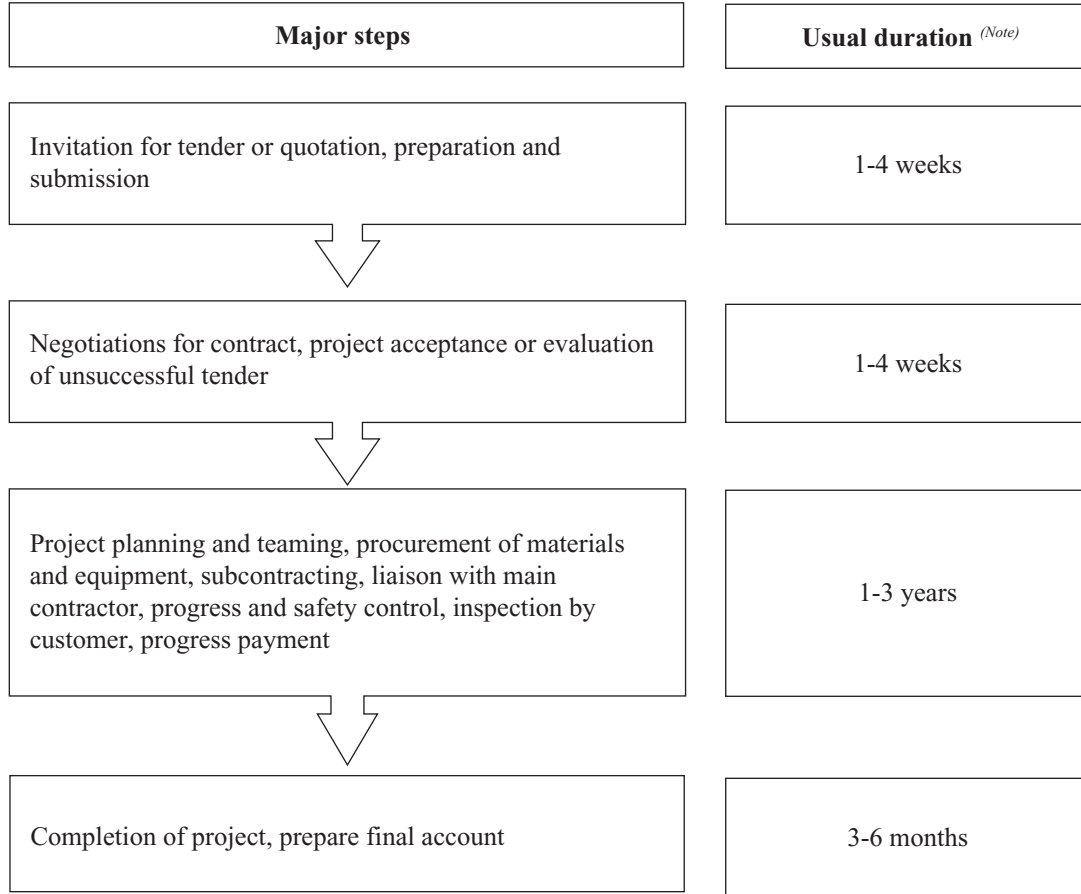 Major steps
Usual duration (Note)
Invitation for tender or quotation, preparation and
submission
1-4 weeks
Negotiations for contract, project acceptance or evaluation
of unsuccessful tender
1-4 weeks
Project planning and teaming, procurement of materials
and equipment, subcontracting, liaison with main
contractor, progress and safety control, inspection by
customer, progress payment
1-3 years
Completion of project, prepare final account
3-6 months